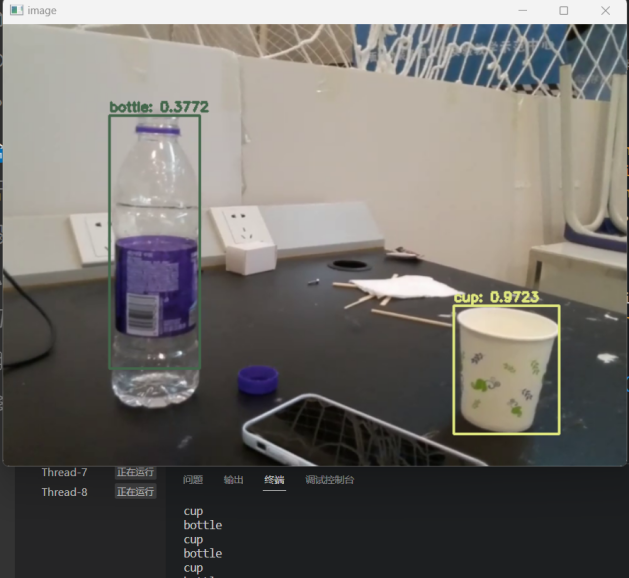 image
bottle: 0.3772
cup: 0.9723
Thread-7 正在运行
Thread-8 正在运行
问题 输出 终端 调试控制台
cup
bottle
cup
bottle
cup